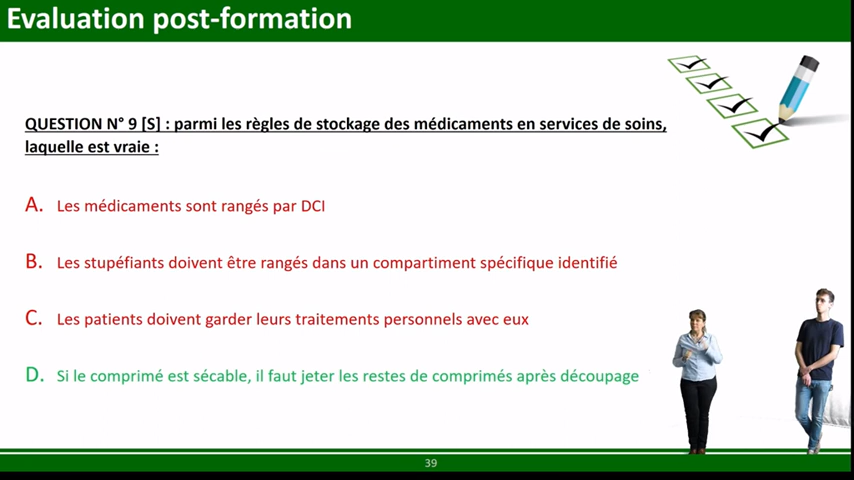 Evaluation post-formation
QUESTION N° 9 [S] : parmi les règles de stockage des médicaments en services de soins,
laquelle est vraie :
A. Les médicaments sont rangés par DCI
B. Les stupéfiants doivent être rangés dans un compartiment spécifique identifié
C. Les patients doivent garder leurs traitements personnels avec eux
D. Si le comprimé est sécable, il faut jeter les restes de comprimés après découpage
39